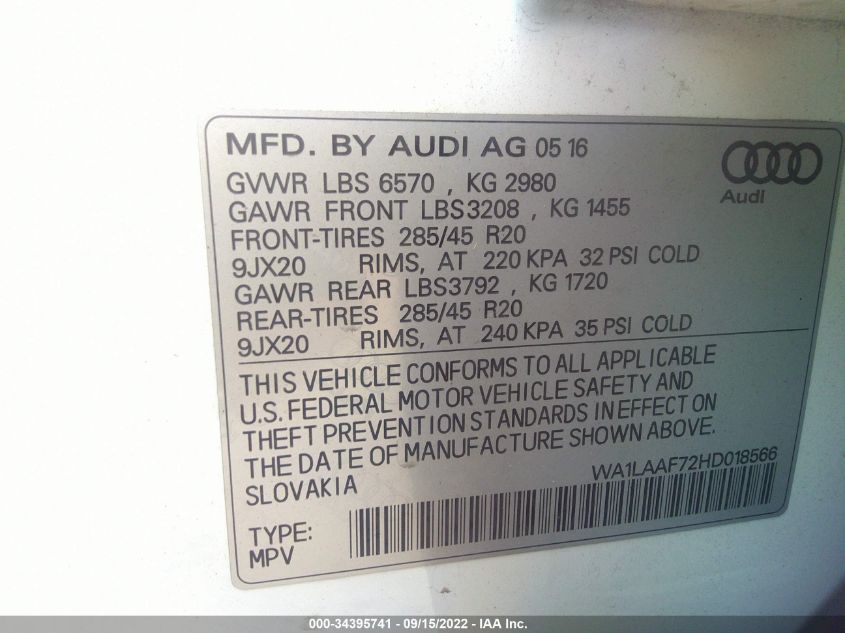 MFD. BY AUDI AG 05 16
Audi
GVWR LBS 6570 , KG 2980
GAWR FRONT LBS3208 , KG 1455
FRONT-TIRES 285/45 R20
9JX20 RIMS, AT 220 KPA 32 PSI COLD
GAWR REAR LBS3792 , KG 1720
REAR-TIRES 285/45 R20
9JX20 RIMS, AT 240 KPA 35 PSI COLD
THIS VEHICLE CONFORMS TO ALL APPLICABLE
U.S. FEDERAL MOTOR VEHICLE SAFETY AND
THEFT PREVENTION STANDARDS IN EFFECT ON
THE DATE OF MANUFACTURE SHOWN ABOVE.
SLOVAKIA
WA1LAAF72HD018566
TYPE:
MPV
000-34395741 - 09/15/2022 - IAA Inc.